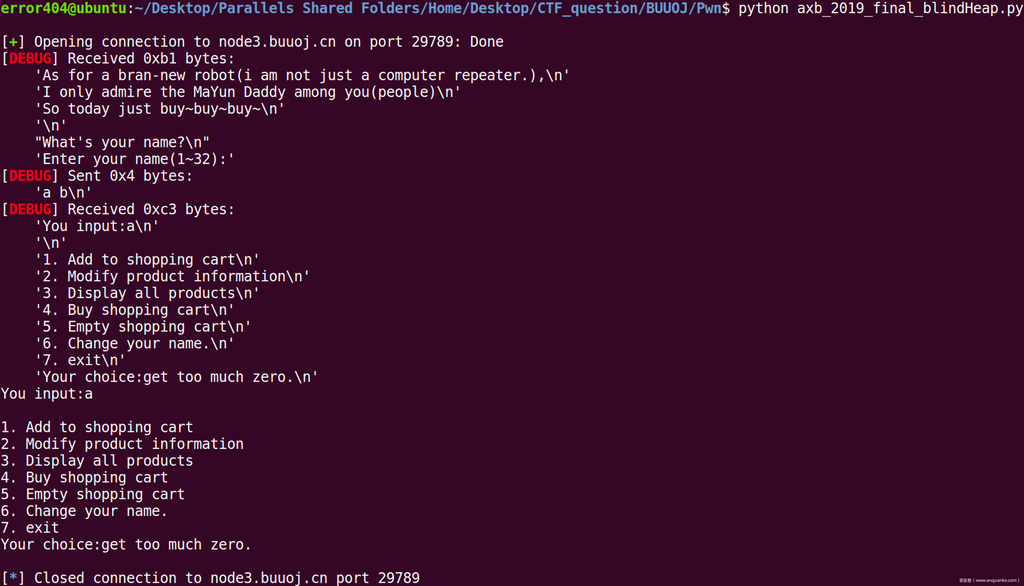 error404@ubuntu:~/Desktop/Parallels Shared Folders/Home/Desktop/CTF_question/BUUOJ/Pwn$ python axb_2019_final_blindHeap.py
[+] Opening connection to node3.buuoj.cn on port 29789: Done
[DEBUG] Received 0xb1 bytes:
'As for a bran-new robot(i am not just a computer repeater.),\n'
'I only admire the MaYun Daddy among you(people)\n'
'So today just buy~buy~buy~\n'
'\n'
"What's your name?\n"
'Enter your name(1~32):'
[DEBUG] Sent 0x4 bytes:
'a b\n'
[DEBUG] Received 0xc3 bytes:
'You input:a\n'
'\n'
'1. Add to shopping cart\n'
'2. Modify product information\n'
'3. Display all products\n'
'4. Buy shopping cart\n'
'5. Empty shopping cart\n'
'6. Change your name.\n'
'7. exit\n'
'Your choice:get too much zero.\n'
You input:a
1. Add to shopping cart
2. Modify product information
3. Display all products
4. Buy shopping cart
5. Empty shopping cart
6. Change your name.
7. exit
Your choice:get too much zero.
[*] Closed connection to node3.buuoj.cn port 29789
安全客 ( www.anquanke.com )